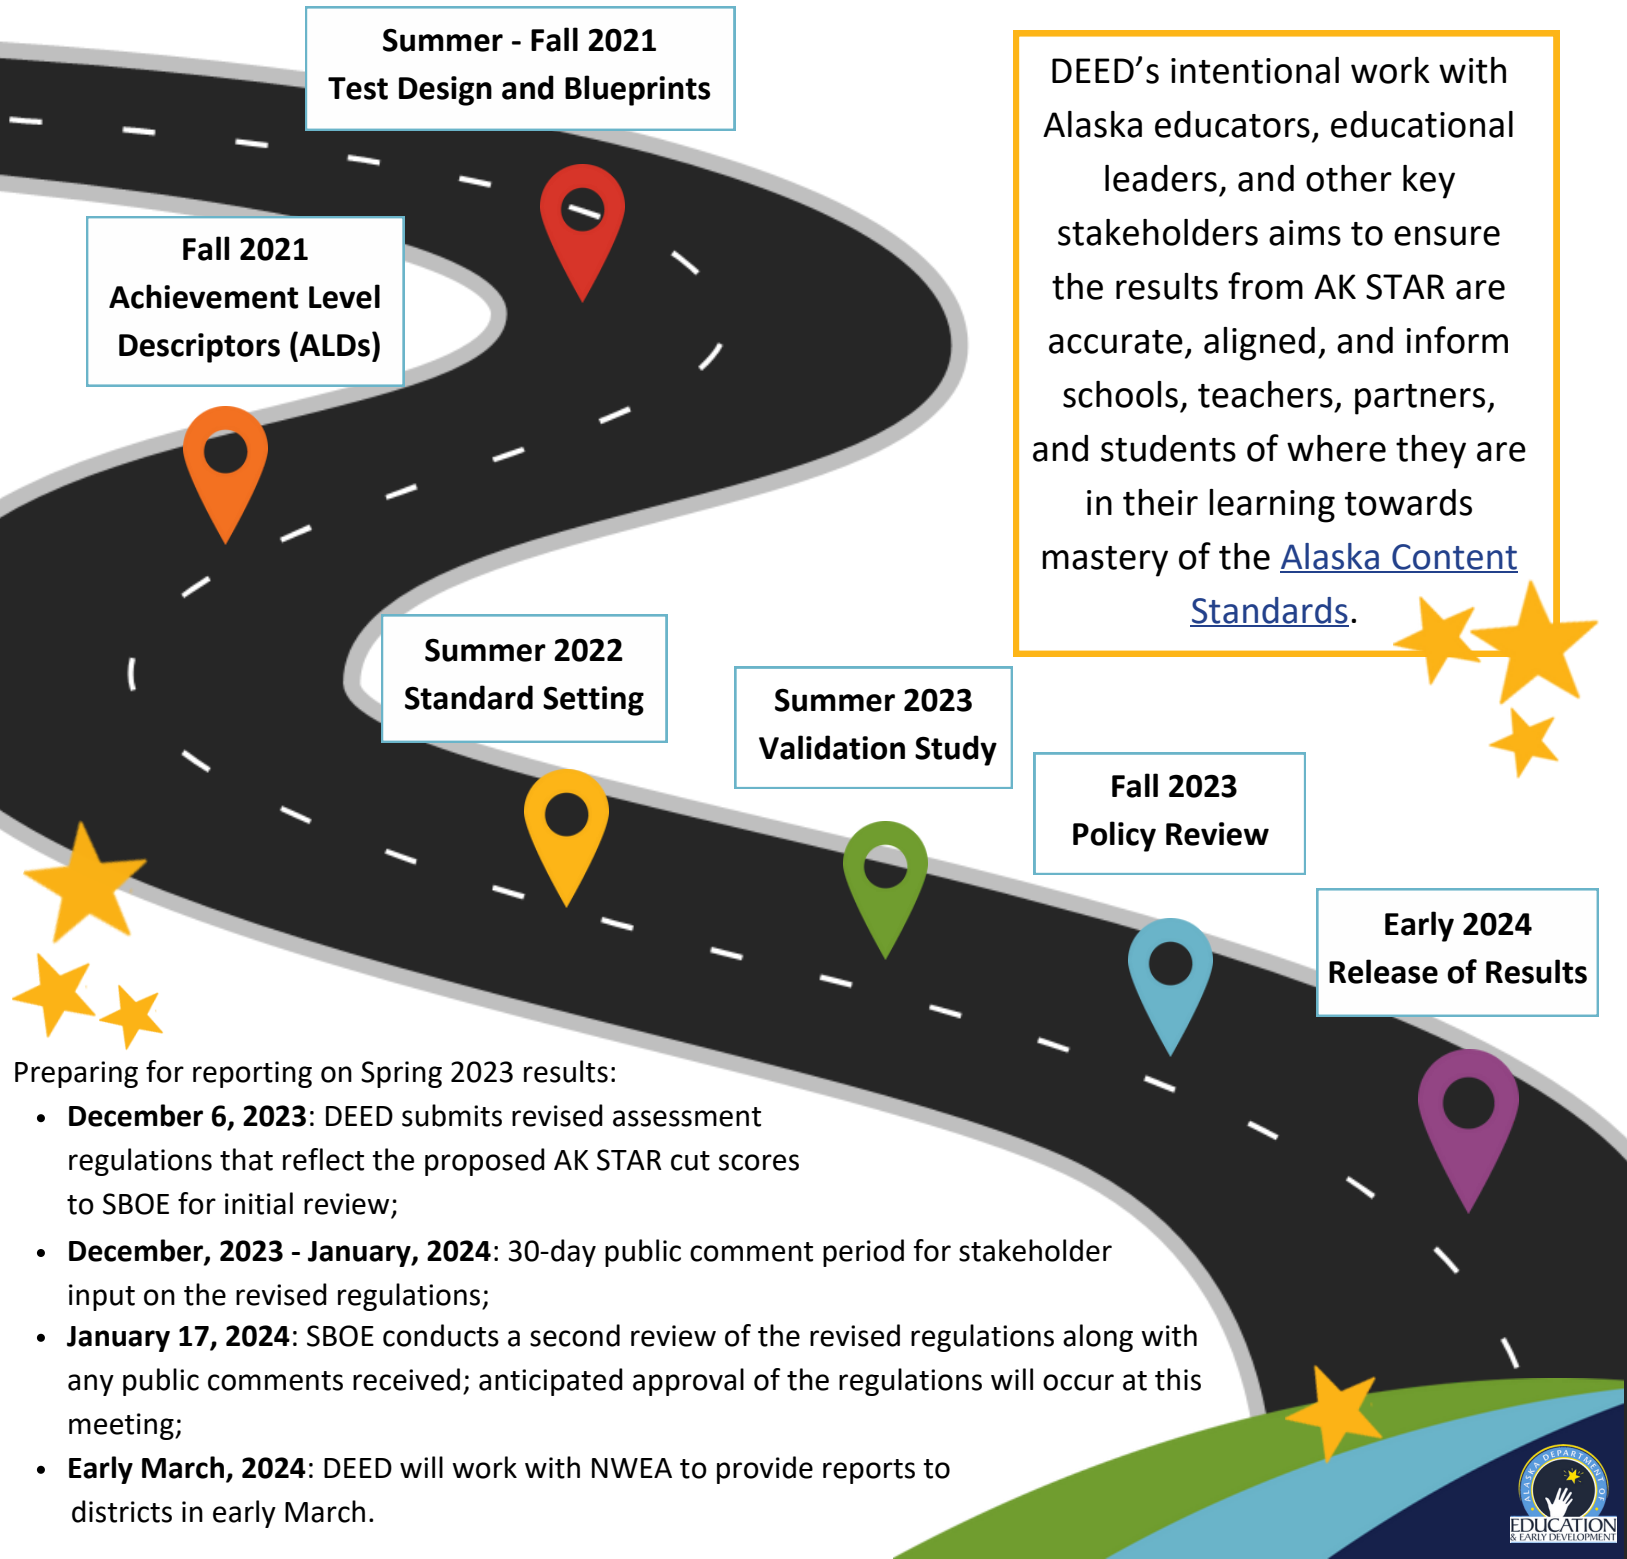 Summer - Fall 2021
Test Design and Blueprints
DEED's intentional work with
Alaska educators, educational
leaders, and other key
stakeholders aims to ensure
the results from AK STAR are
accurate, aligned, and inform
schools, teachers, partners,
and students of where they are
in their learning towards
mastery of the Alaska Content
Standards.
Fall 2021
Achievement Level
Descriptors (ALDs)
Summer 2022
Standard Setting
Summer 2023
Validation Study
Fall 2023
Policy Review
Early 2024
Release of Results
Preparing for reporting on Spring 2023 results:
• December 6, 2023: DEED submits revised assessment
regulations that reflect the proposed AK STAR cut scores
to SBOE for initial review;
• December, 2023 - January, 2024: 30-day public comment period for stakeholder
input on the revised regulations;
• January 17, 2024: SBOE conducts a second review of the revised regulations along with
any public comments received; anticipated approval of the regulations will occur at this
meeting;
• Early March, 2024: DEED will work with NWEA to provide reports to
districts in early March.
ALASKA DEPARTMENT OF
EDUCATION
& EARLY DEVELOPMENT